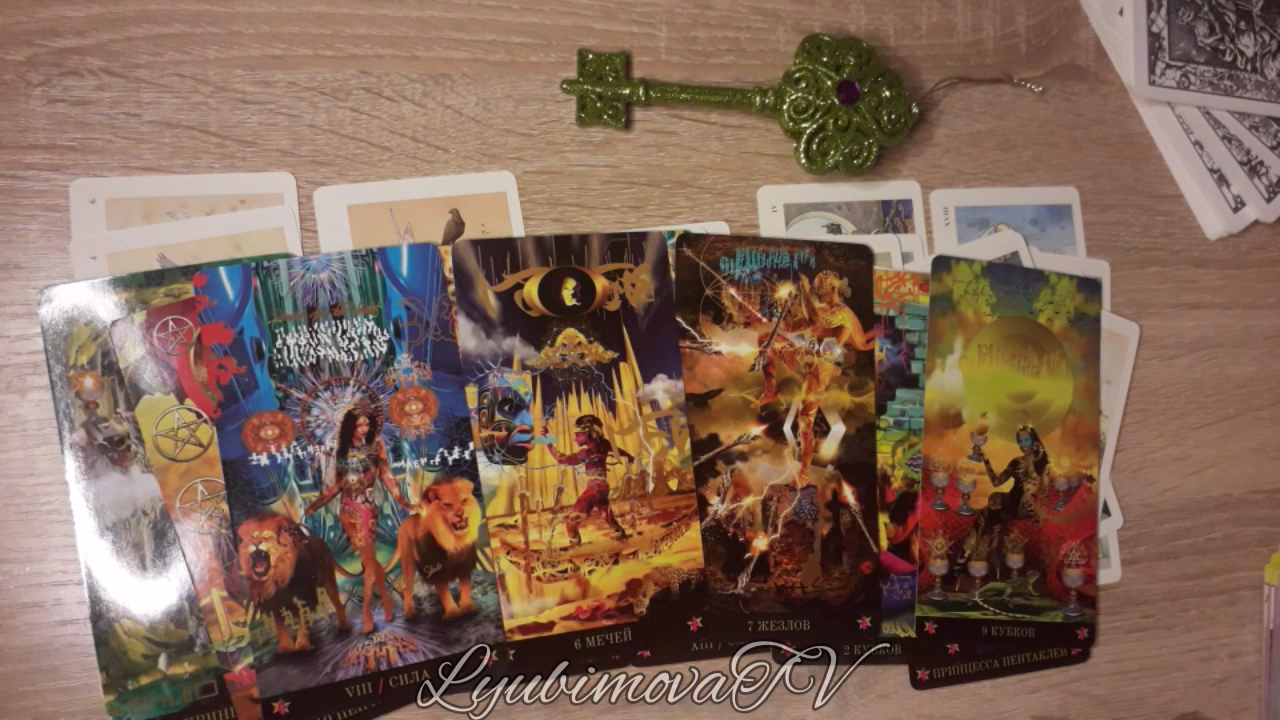 6 МЕЧЕЙ
7 ЖЕЗЛОВ
9 КУБКОВ
2 КУБКОВ
ПРИНЦЕССА ПЕНТАКЛЕЙ
VIII / СИЛА
LyubimovaTV